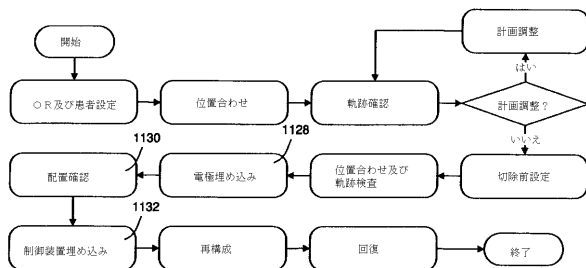 開始
計画調整
はい
OR及び患者設定
位置合わせ
軌跡確認
計画調整?
いいえ
1130
1128
配置確認
電極埋め込み
位置合わせ及び
軌跡検査
切除前設定
1132
制御装置埋め込み
再構成
回復
終了